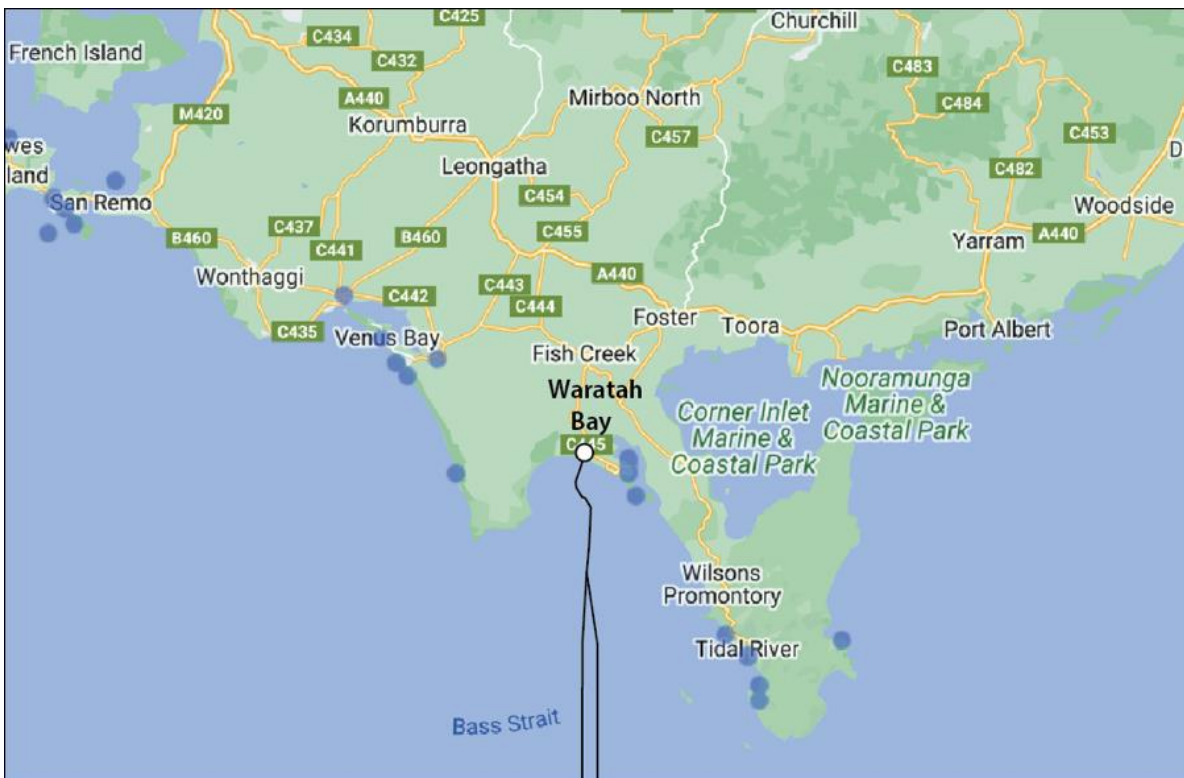 C425
Churchill
French Island
C434
C432
C483
A440
Mirboo North
C484
M420
Korumburra
C457
C453
wes
land
Leongatha
C482
San Remo
C454
Woodside
C437
C455
B460
C441
B460
A440
Yarram
Wonthaggi
C443
A440
C442
C444
Foster
Toora
Port Albert
C435
Venus Bay
Fish Creek
Waratah
Bay
Nooramunga
Marine &
Coastal Park
Corner Inlet
Marine &
Coastal Park
C445
Wilsons
Promontory
Tidal River
Bass Strait
D